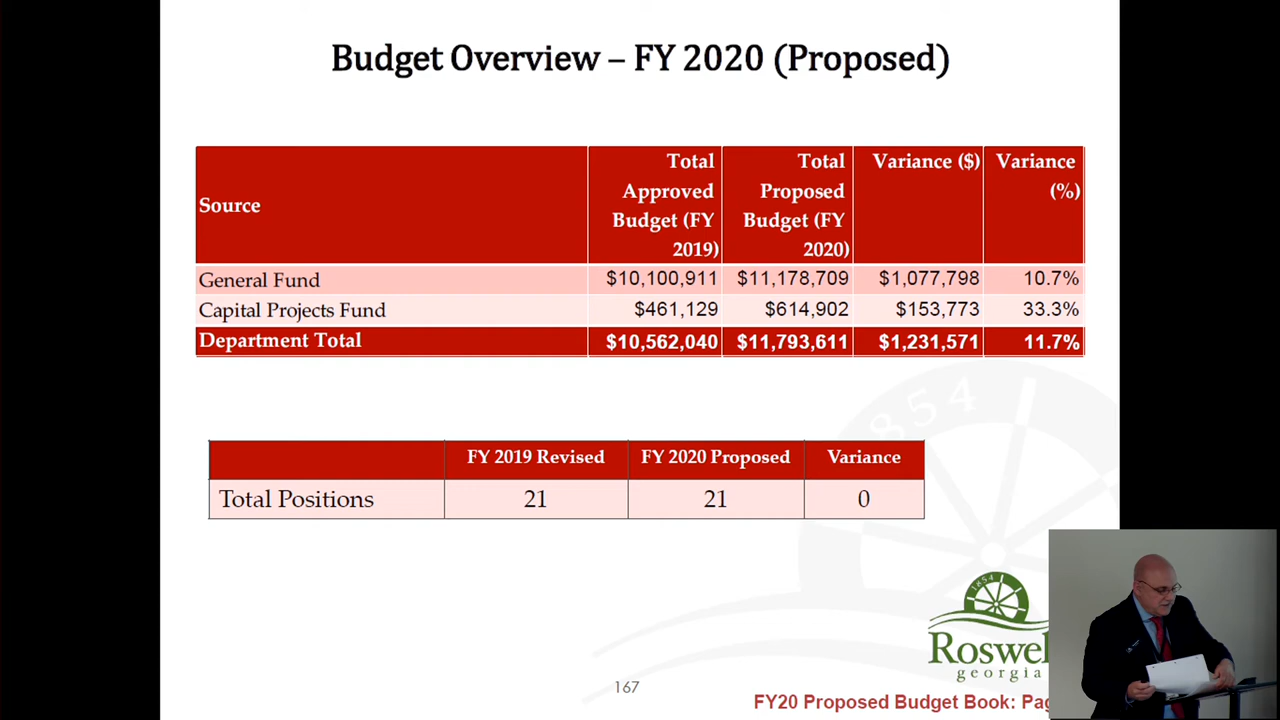 Budget Overview – FY 2020 (Proposed)
Source
Total Approved Budget (FY 2019)
Total Proposed Budget (FY 2020)
Variance ($)
Variance (%)
General Fund $10,100,911 $11,178,709 $1,077,798 10.7%
Capital Projects Fund $461,129 $614,902 $153,773 33.3%
Department Total $10,562,040 $11,793,611 $1,231,571 11.7%
1854
FY 2019 Revised FY 2020 Proposed Variance
Total Positions 21 21 0
1854
Roswel
georgia
167
FY20 Proposed Budget Book: